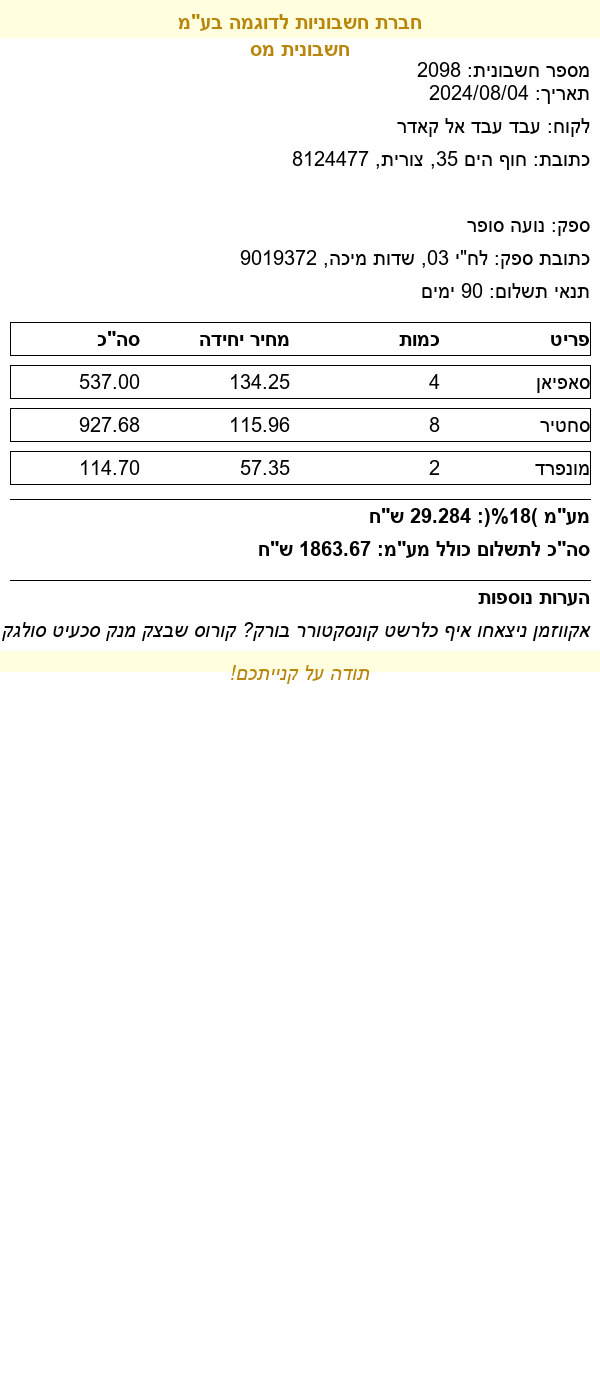 חברת חשבוניות לדוגמה בע"מ
חשבונית מס
מספר חשבונית: 2098
תאריך: 2024/08/04
לקוח: עבד עבד אל קאדר
כתובת: חוף הים 35, צורית, 8124477
ספק: נועה סופר
כתובת ספק: לח"י 03, שדות מיכה, 9019372
תנאי תשלום: 90 ימים
פריט כמות מחיר יחידה סה"כ
סאפיאן 4 134.25 537.00
סחטיר 8 115.96 927.68
מונפרד 2 57.35 114.70
מע"מ )18%(: 29.284 ש"ח
סה"כ לתשלום כולל מע"מ: 1863.67 ש"ח
הערות נוספות
אקווזמן ניצאחו איף כלרשט קונסקטורר בורק? קורוס שבצק מנק סכעיט סולגק
תודה על קנייתכם!